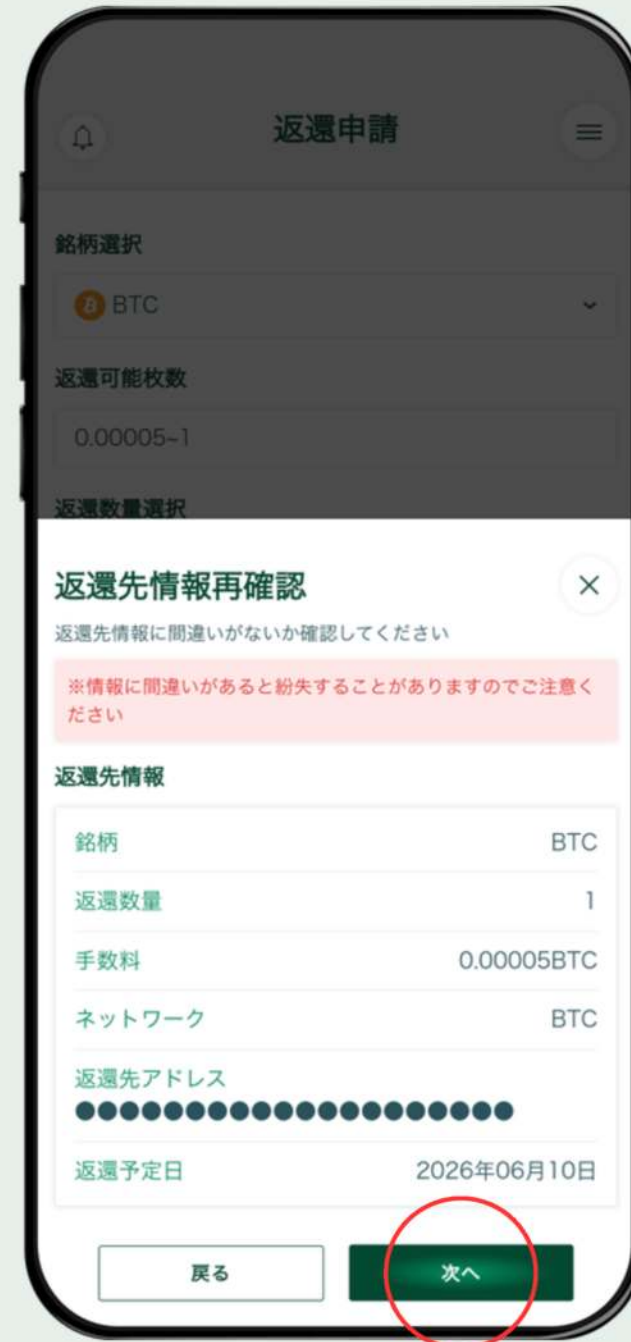 返還申請
銘柄選択
BTC
返還可能枚数
0.00005~1
返還数量選択
返還先情報再確認
返還先情報に間違いがないか確認してください
※情報に間違いがあると紛失することがありますのでご注意く
ださい
返還先情報
銘柄 BTC
返還数量 1
手数料 0.00005BTC
ネットワーク BTC
返還先アドレス
●●●●●●●●●●●●●●●●●●●●
返還予定日 2026年06月10日
戻る 次へ